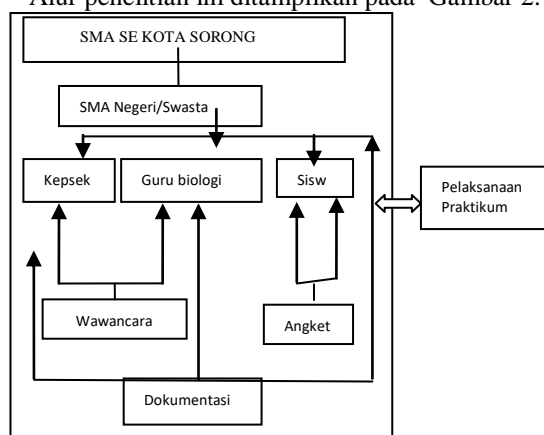 Alur penelitian ini ditampilkan pada Gambar 2.
SMA SE KOTA SORONG
SMA Negeri/Swasta
Kepsek
Guru biologi
Sisw
Pelaksanaan
Praktikum
Wawancara
Angket
Dokumentasi